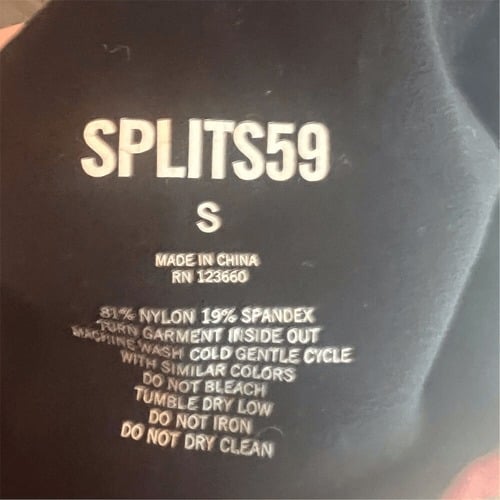 SPLITS59
S
MADE IN CHINA
RN 123660
81% NYLON 19% SPANDEX
TURN GARMENT INSIDE OUT
MACHINE WASH COLD GENTLE CYCLE
WITH SIMILAR COLORS
DO NOT BLEACH
TUMBLE DRY LOW
DO NOT IRON
DO NOT DRY CLEAN